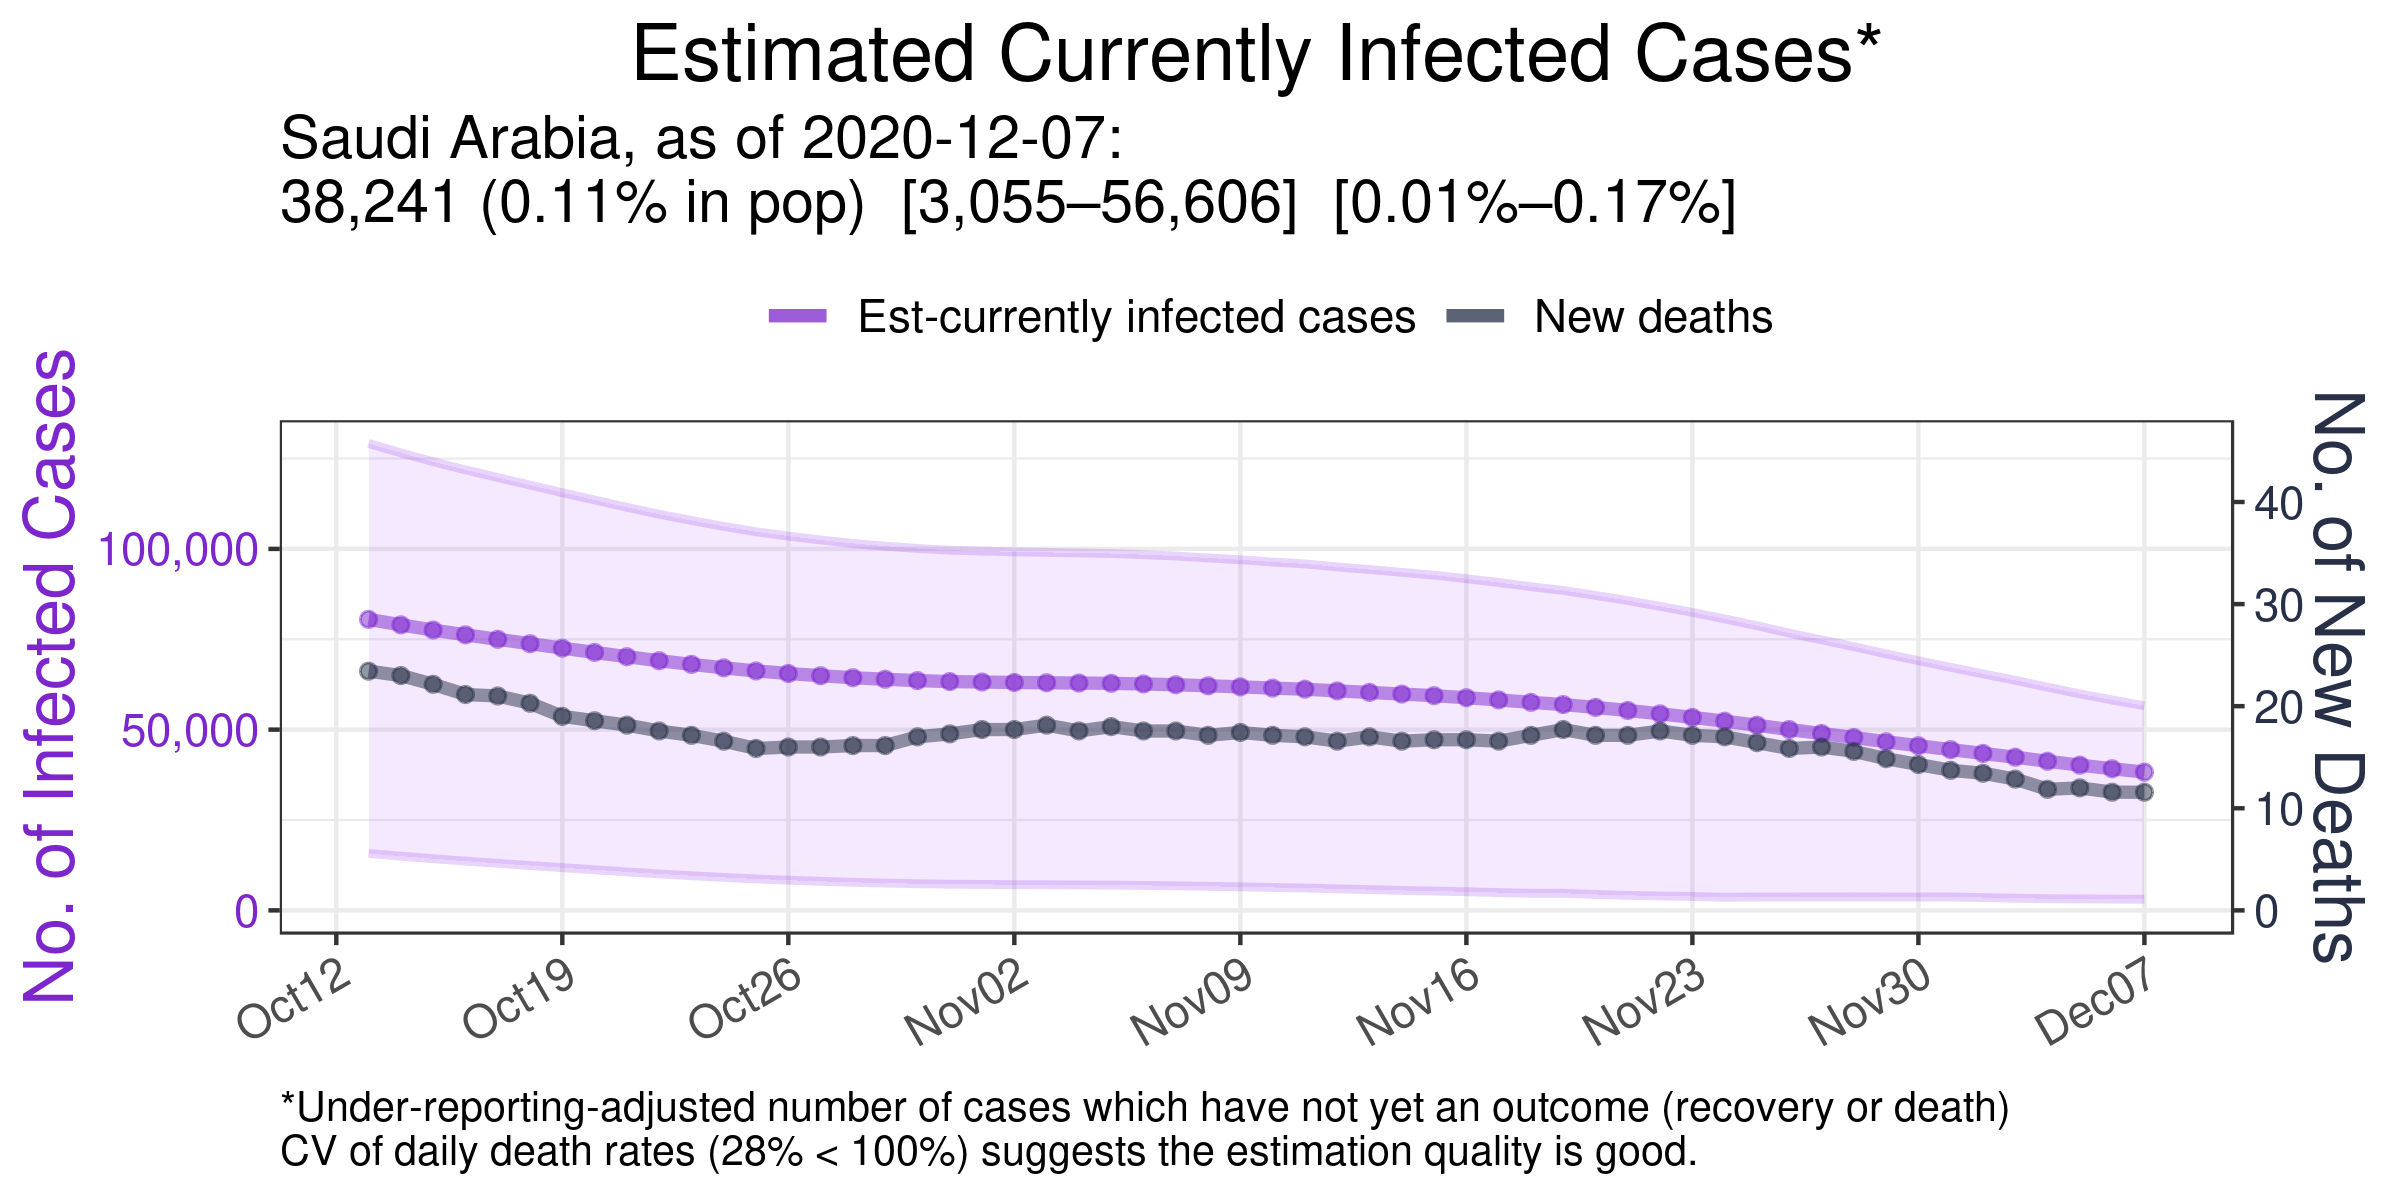 Estimated Currently Infected Cases*
Saudi Arabia, as of 2020-12-07:
38,241 (0.11% in pop)  [3,055–56,606]  [0.01%–0.17%]
Est-currently infected cases
New deaths
No. of Infected Cases
100,000
50,000
0
No. of New Deaths
40
30
20
10
0
Oct12
Oct19
Oct26
Nov02
Nov09
Nov16
Nov23
Nov30
Dec07
*Under-reporting-adjusted number of cases which have not yet an outcome (recovery or death)
CV of daily death rates (28% < 100%) suggests the estimation quality is good.